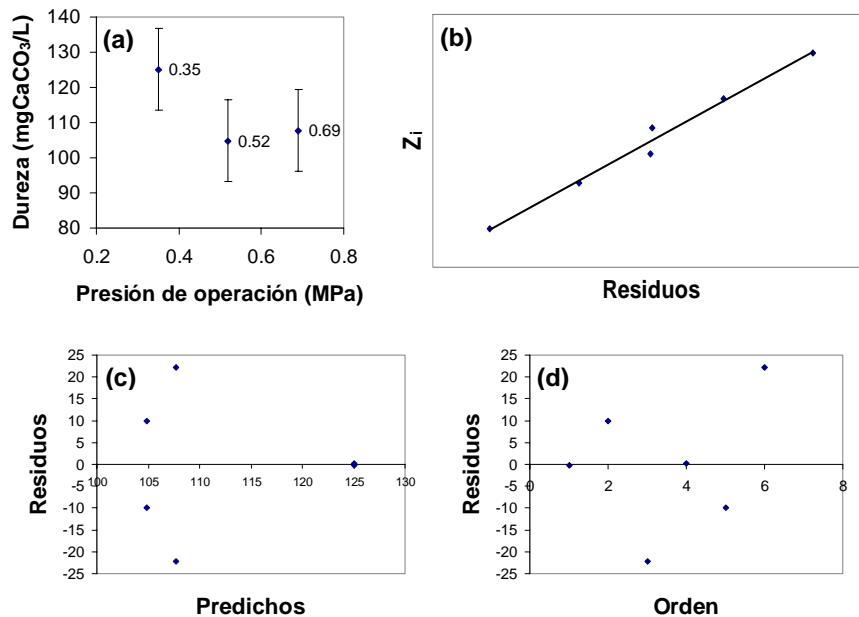 (a)
Dureza (mgCaCO3/L)
140
130
120
110
100
90
80
0.35
0.52
0.69
0.2 0.4 0.6 0.8
Presión de operación (MPa)
(b)
Zi
Residuos
(c)
Residuos
25
20
15
10
5
0
-5
-10
-15
-20
-25
100 105 110 115 120 125 130
Predichos
(d)
Residuos
25
20
15
10
5
0
-5
-10
-15
-20
-25
0 2 4 6 8
Orden